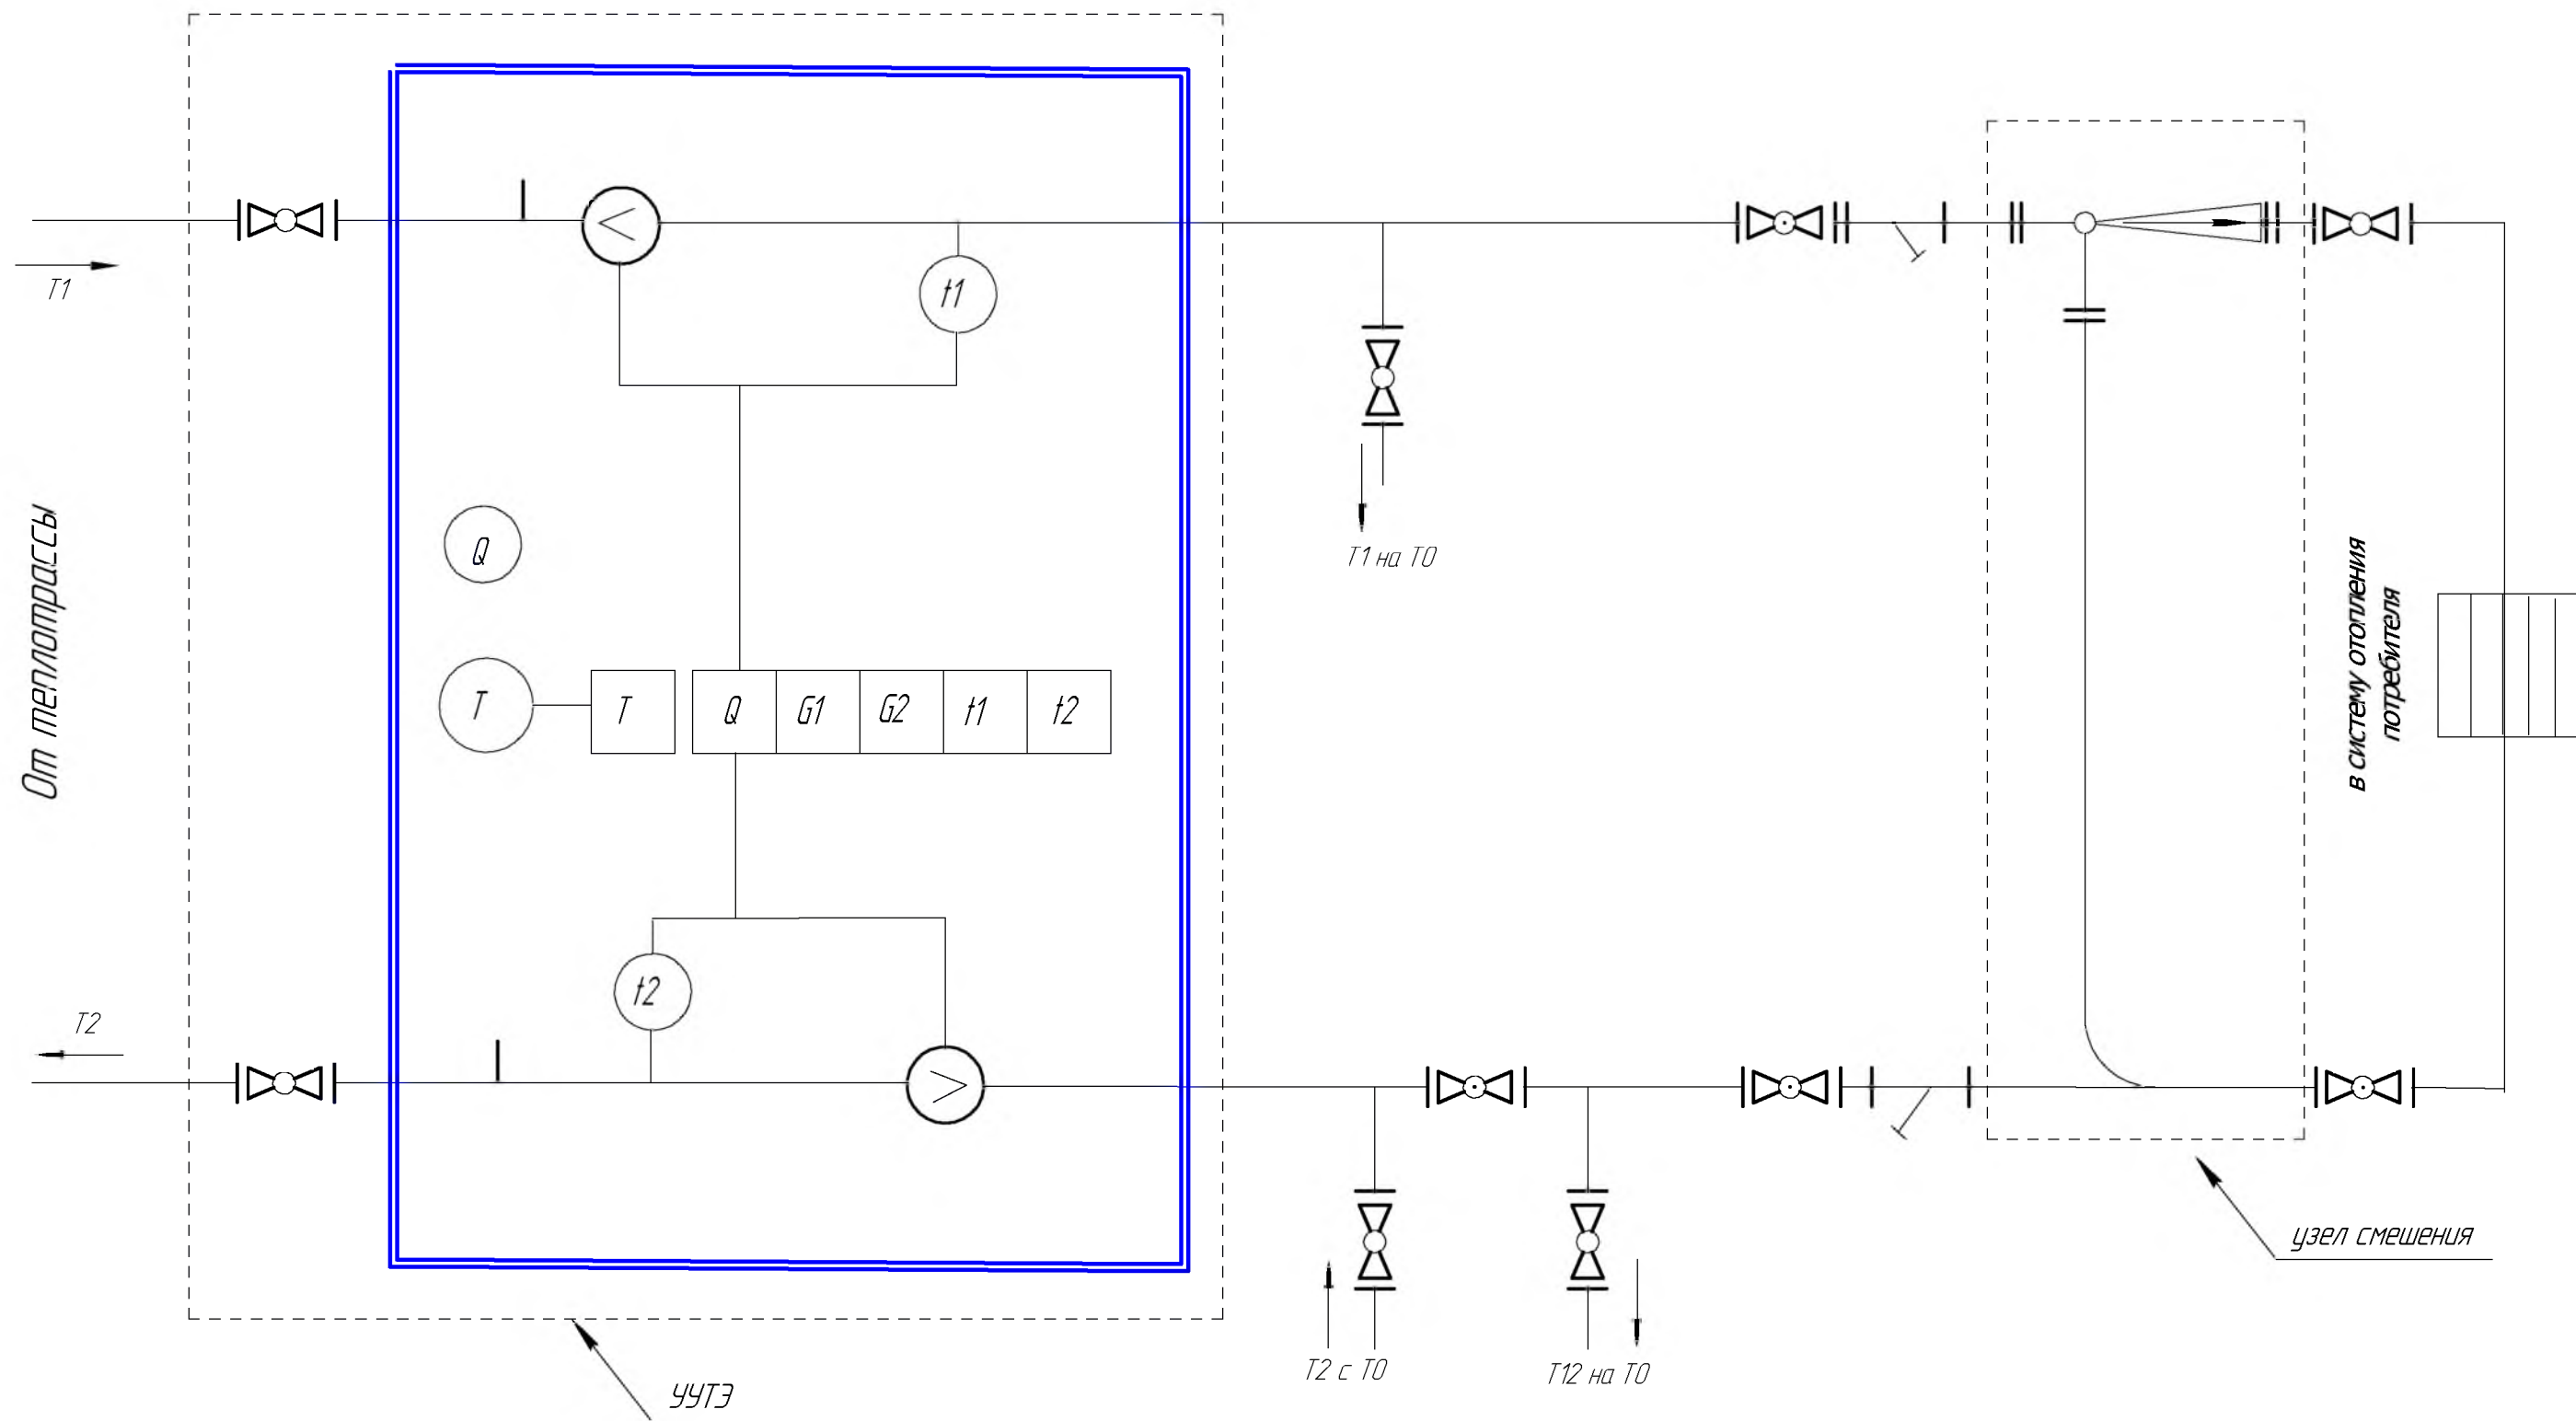 T1
t1
От теплотрассы
Q
T1 на ТО
T
T
Q
G1
G2
t1
t2
в систему отопления
потребителя
t2
T2
узел смешения
УУТЭ
T2 с ТО
T12 на ТО